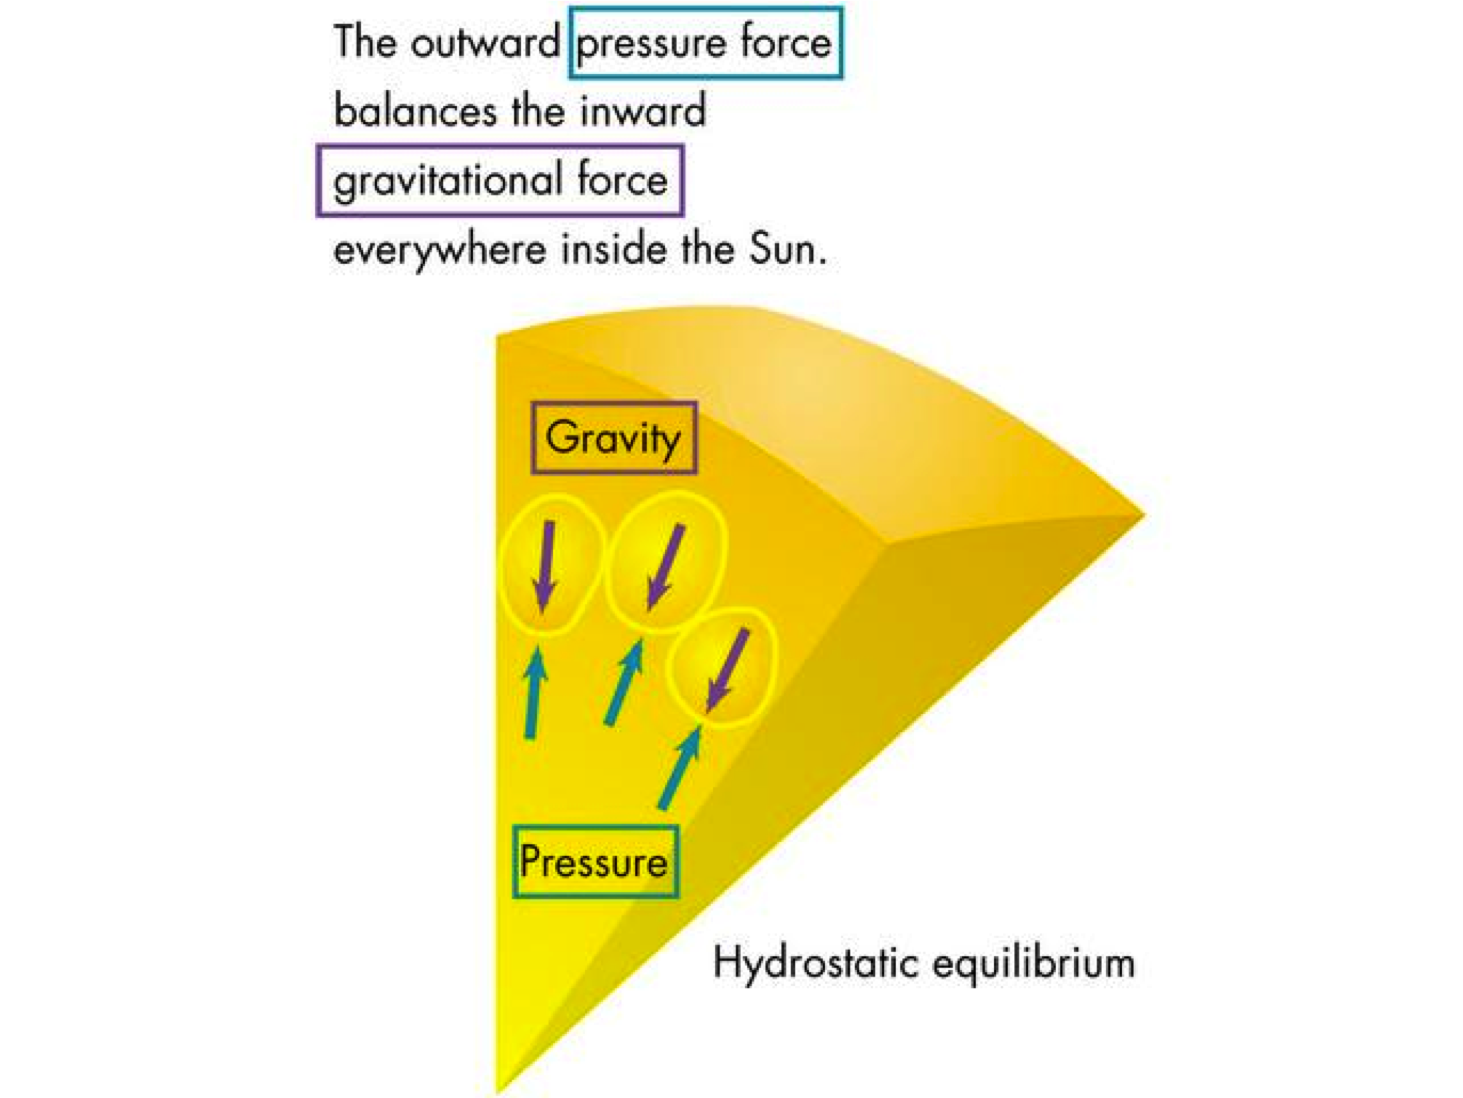 The outward pressure force
balances the inward
gravitational force
everywhere inside the Sun.
Gravity
Pressure
Hydrostatic equilibrium